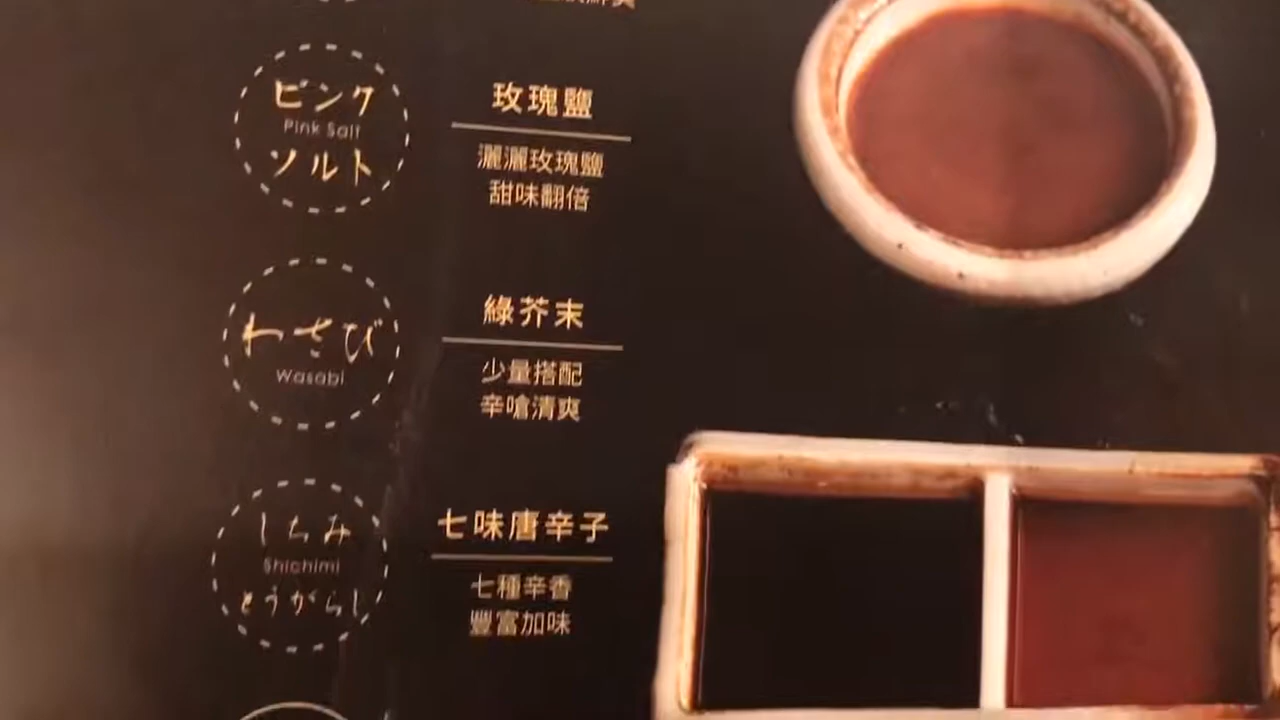 ピンク
Pink Salt
ソルト
玫瑰鹽
灑灑玫瑰鹽
甜味翻倍
わさび
Wasabi
綠芥末
少量搭配
辛嗆清爽
しちみ
Shichimi
とうがらし
七味唐辛子
七種辛香
豐富加味